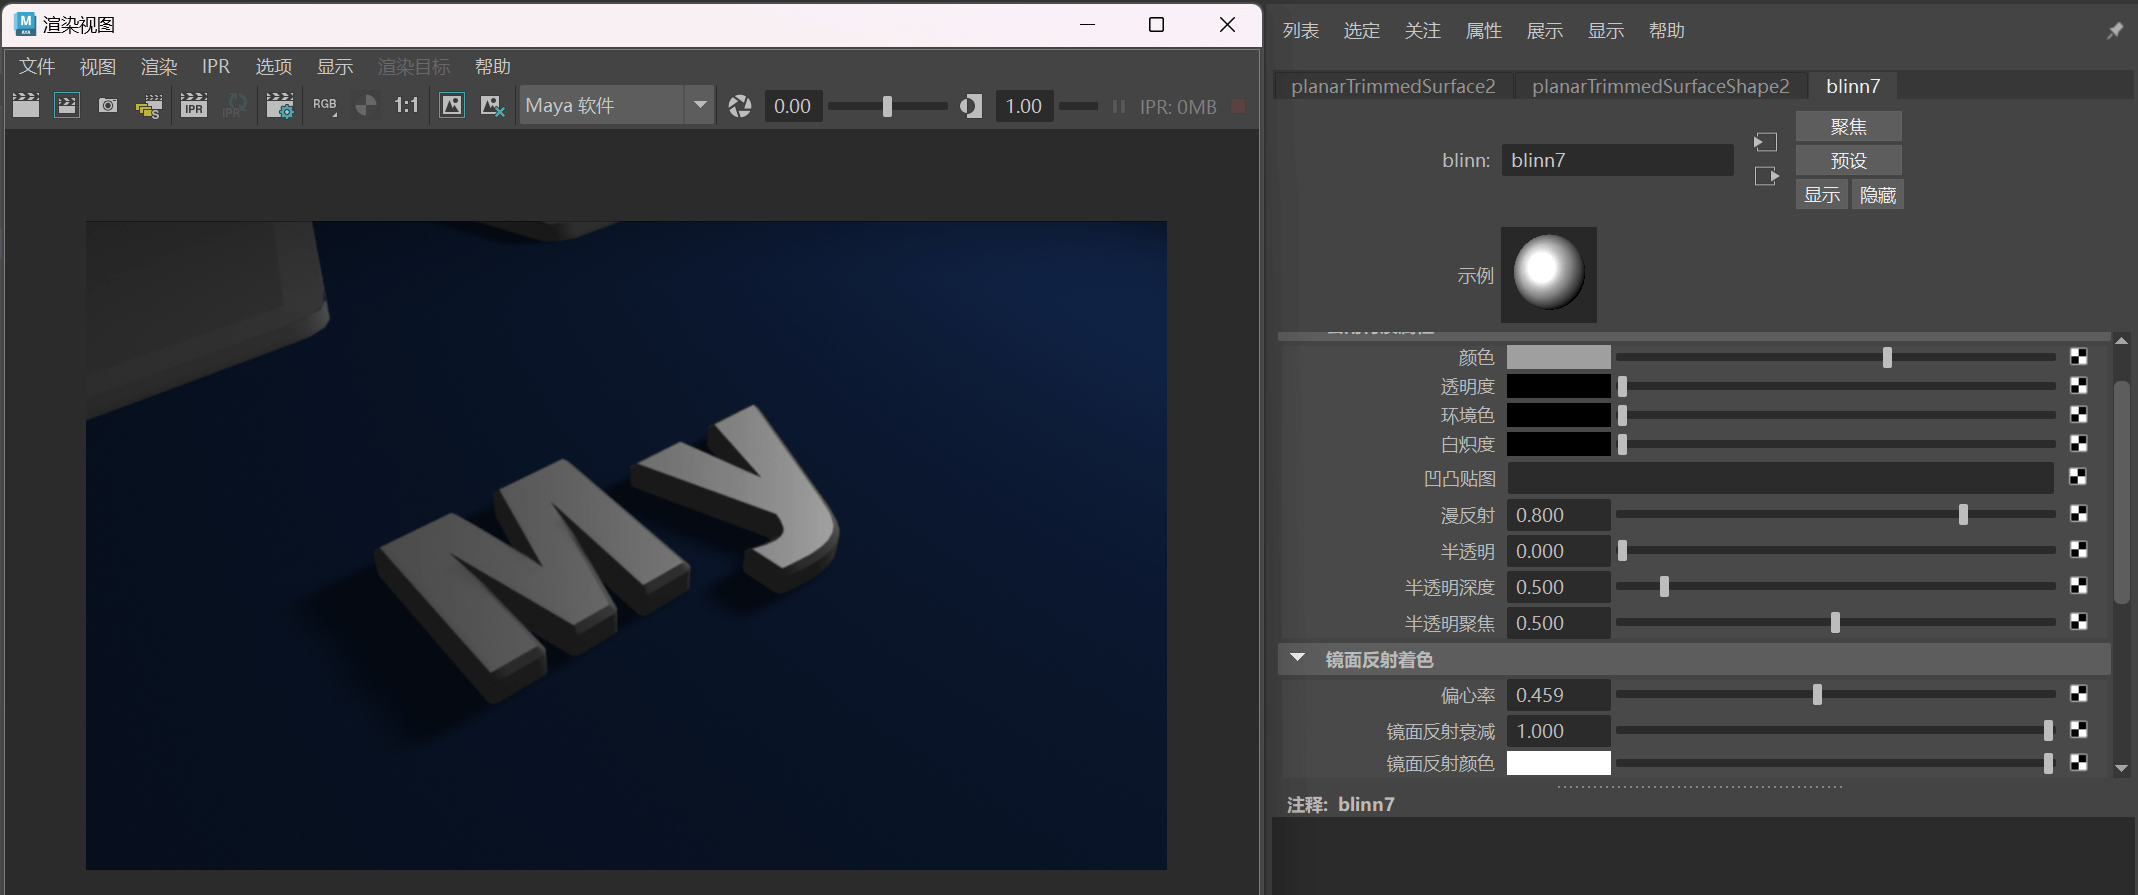 渲染视图
文件 视图 渲染 IPR 选项 显示 渲染目标 帮助
IPR IPR RGB 1:1 Maya 软件 0.00 1.00 IPR: 0MB
My
列表 选定 关注 属性 展示 显示 帮助
planarTrimmedSurface2 planarTrimmedSurfaceShape2 blinn7
blinn: blinn7
聚焦
预设
显示 隐藏
示例
颜色
透明度
环境色
白炽度
凹凸贴图
漫反射 0.800
半透明 0.000
半透明深度 0.500
半透明聚焦 0.500
镜面反射着色
偏心率 0.459
镜面反射衰减 1.000
镜面反射颜色
注释: blinn7